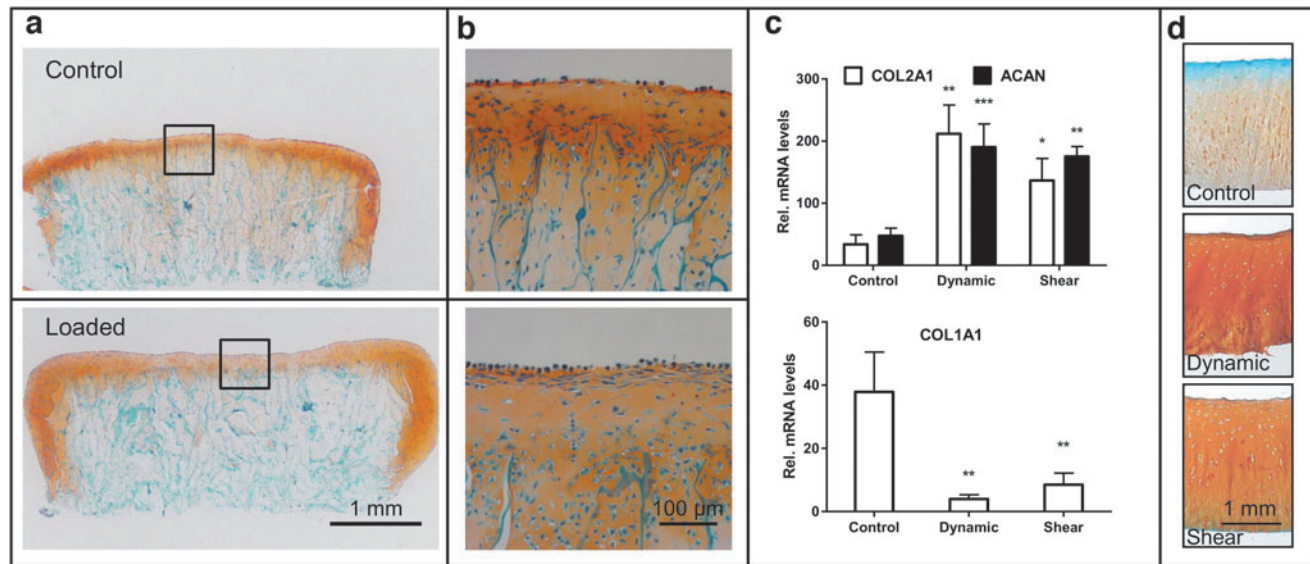 a
Control
Loaded
1 mm
b
100 µm
c
COL2A1 ACAN
Rel. mRNA levels
300
200
100
0
** *** * **
Control Dynamic Shear
COL1A1
Rel. mRNA levels
60
40
20
0
** **
Control Dynamic Shear
d
Control
Dynamic
1 mm
Shear